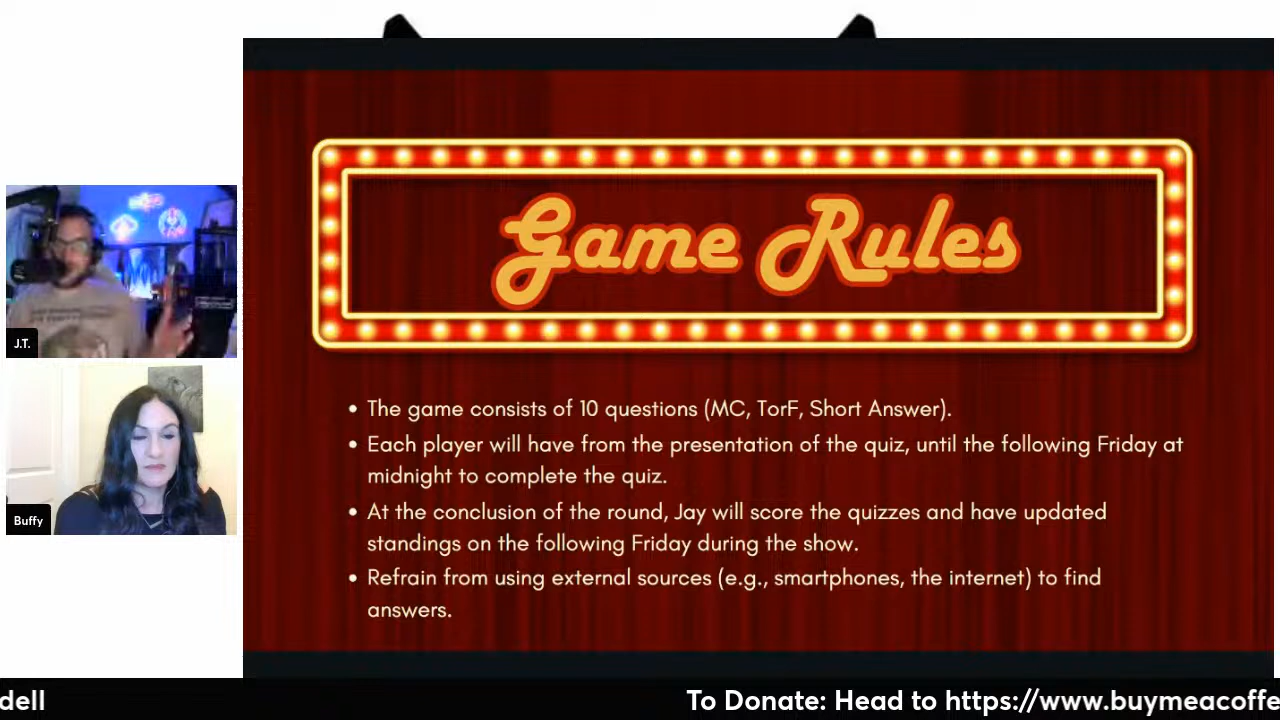 Game Rules
• The game consists of 10 questions (MC, TorF, Short Answer).
• Each player will have from the presentation of the quiz, until the following Friday at
midnight to complete the quiz.
• At the conclusion of the round, Jay will score the quizzes and have updated
standings on the following Friday during the show.
• Refrain from using external sources (e.g., smartphones, the internet) to find
answers.
J.T.
Buffy
dell
To Donate: Head to https://www.buymeacoffe